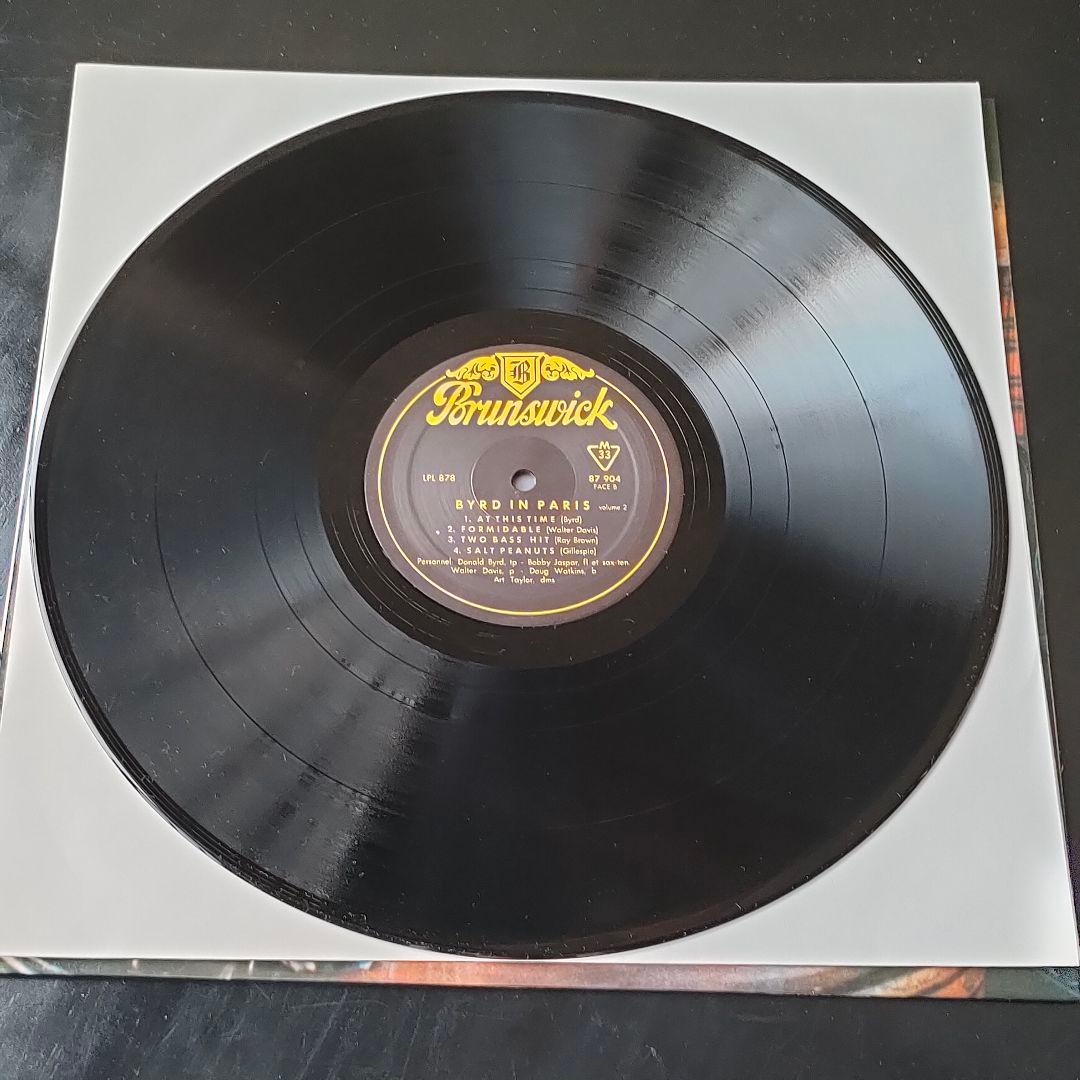 B
Brunswick
M
33
LPL 878
87 904
FACE B
BYRD IN PARIS volume 2
1. AT THIS TIME (Byrd)
2. FORMIDABLE (Walter Davis)
3. TWO BASS HIT (Ray Brown)
4. SALT PEANUTS (Gillespie)
Personnel: Donald Byrd, tp - Bobby Jaspar, fl et sax-ten.
Walter Davis, p - Doug Watkins, b
Art Taylor, dms